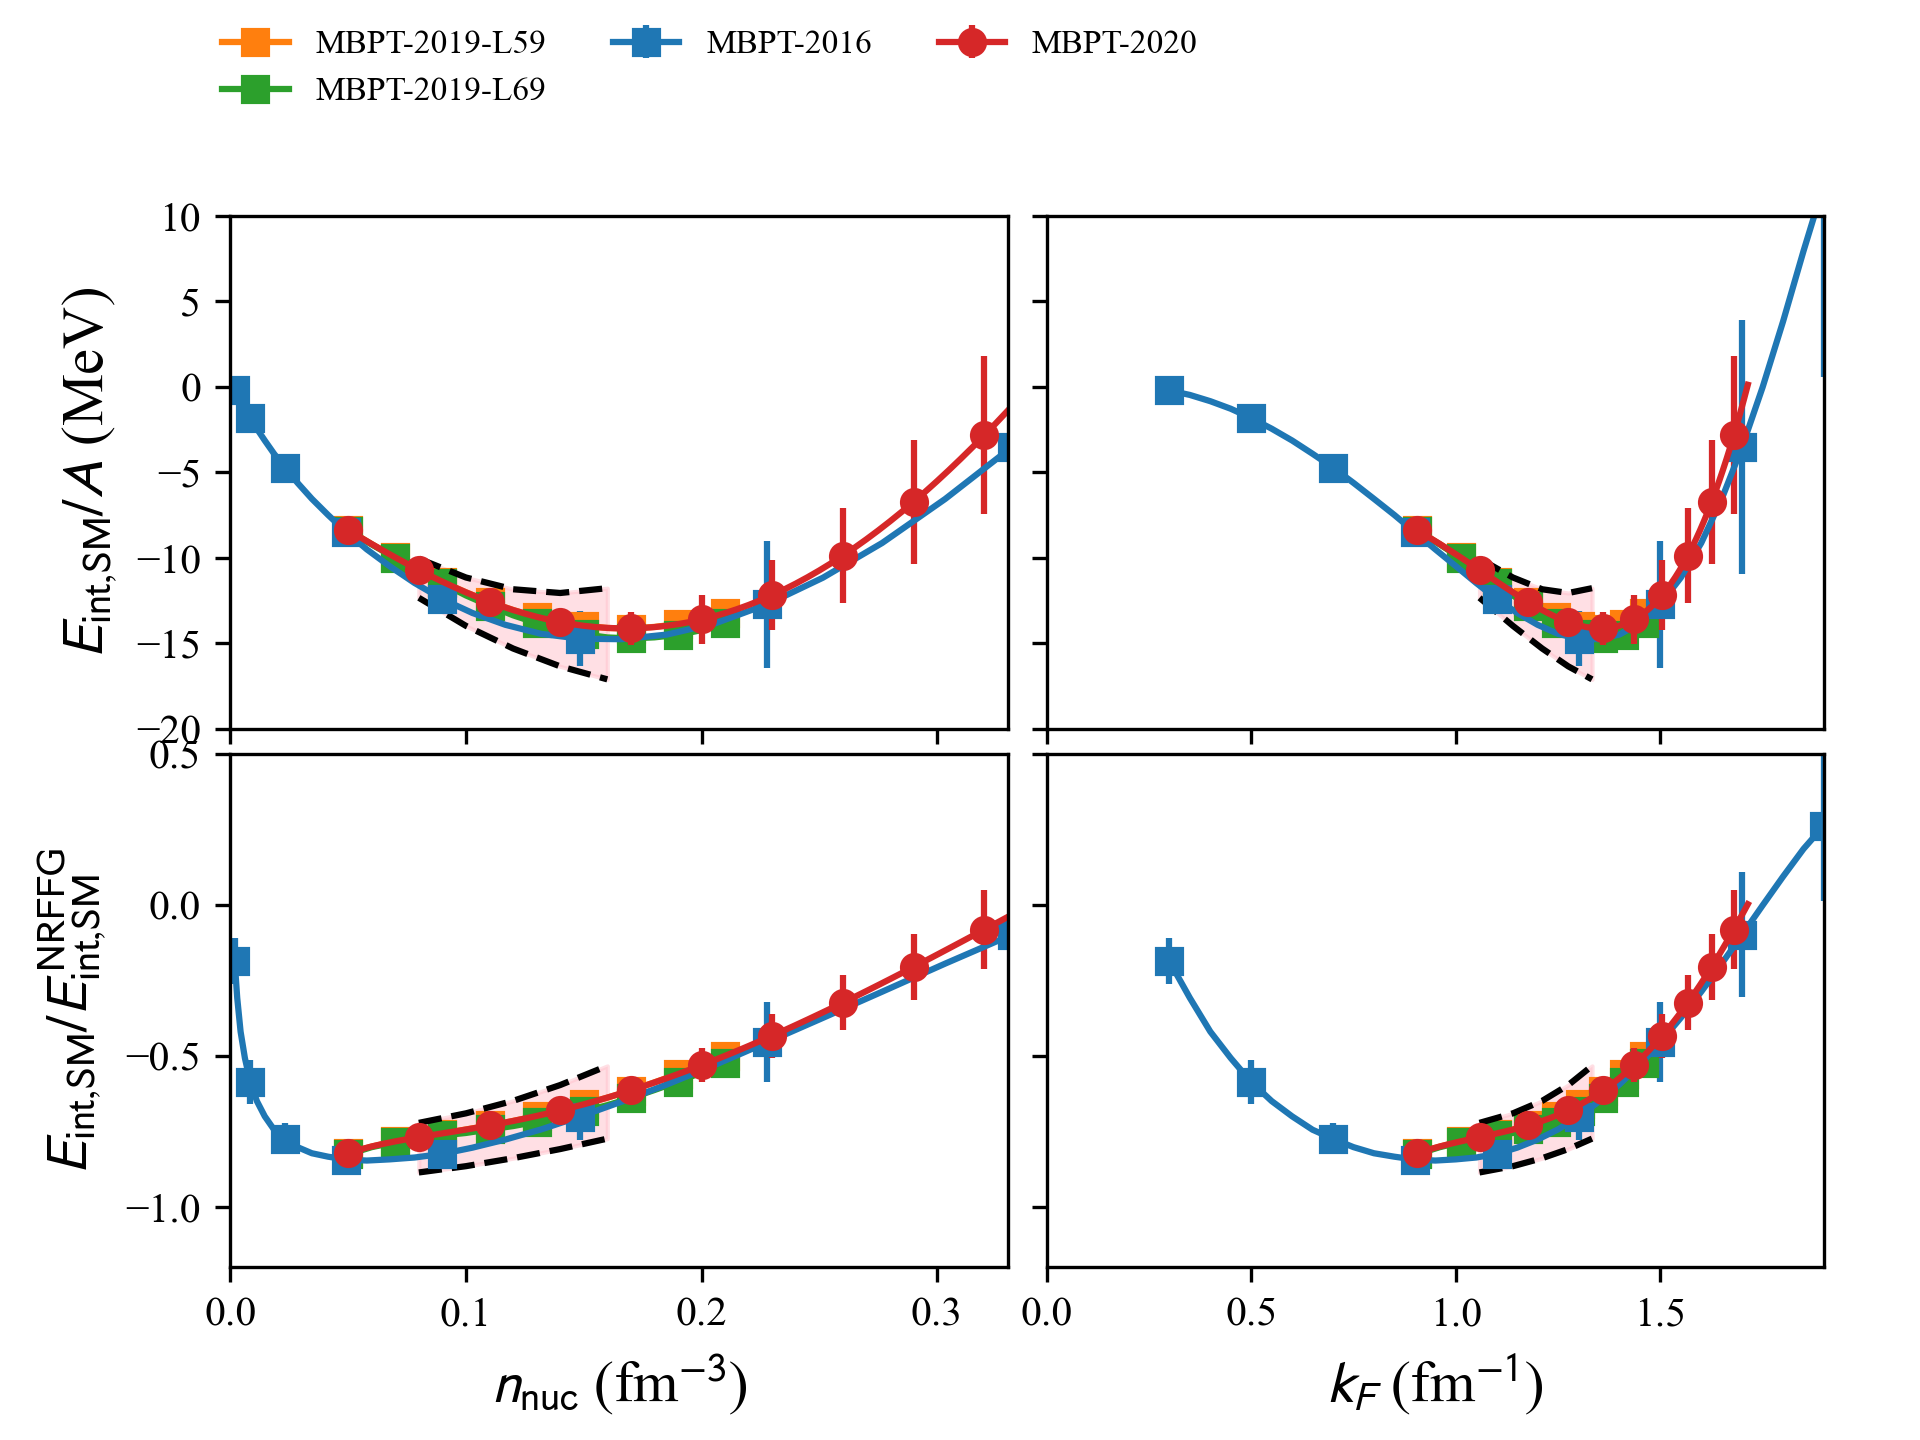 MBPT-2019-L59 MBPT-2016 MBPT-2020
MBPT-2019-L69
E_int,SM/A (MeV)
10
5
0
−5
−10
−15
−20
E_int,SM/E_int,SM^NRFFG
0.5
0.0
−0.5
−1.0
0.0 0.1 0.2 0.3
n_nuc (fm⁻³)
0.0 0.5 1.0 1.5
k_F (fm⁻¹)